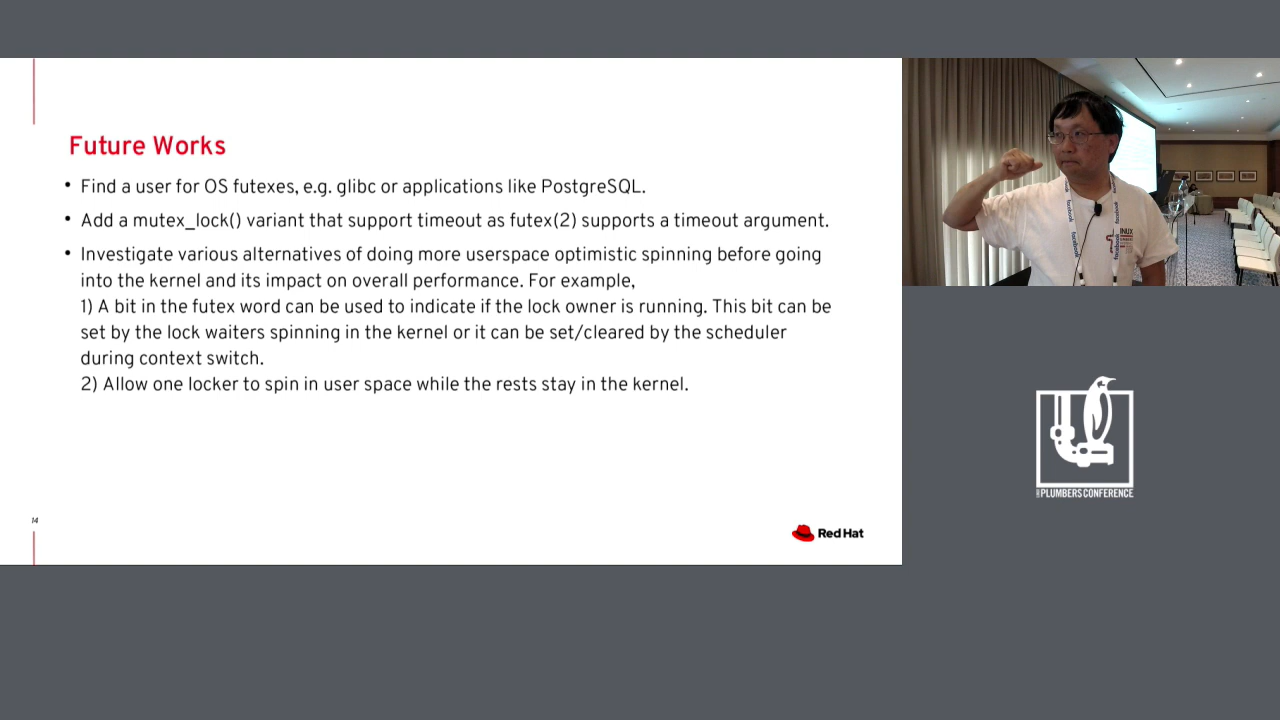 Future Works
• Find a user for OS futexes, e.g. glibc or applications like PostgreSQL.
• Add a mutex_lock() variant that support timeout as futex(2) supports a timeout argument.
• Investigate various alternatives of doing more userspace optimistic spinning before going
into the kernel and its impact on overall performance. For example,
1) A bit in the futex word can be used to indicate if the lock owner is running. This bit can be
set by the lock waiters spinning in the kernel or it can be set/cleared by the scheduler
during context switch.
2) Allow one locker to spin in user space while the rests stay in the kernel.
14
Red Hat
facebook
facebook
facebook
PLUMBERS CONFERENCE